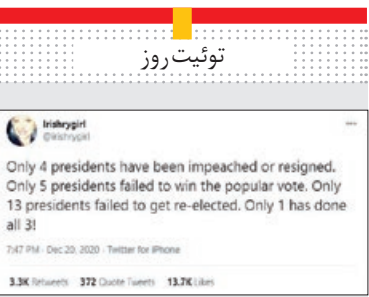 توئیت روز
Irishrygirl
@irishrygirl
Only 4 presidents have been impeached or resigned.
Only 5 presidents failed to win the popular vote. Only
13 presidents failed to get re-elected. Only 1 has done
all 3!
7:47 PM · Dec 20, 2020 · Twitter for iPhone
3.3K Retweets 372 Quote Tweets 13.7K Likes